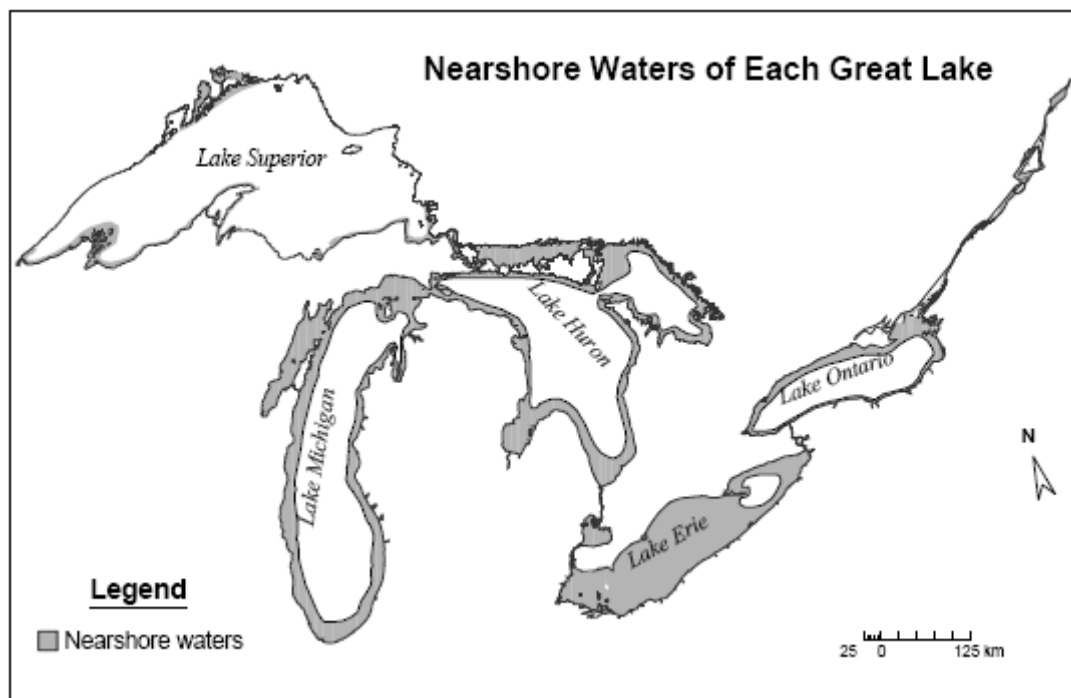 Nearshore Waters of Each Great Lake
Lake Superior
Lake Huron
Lake Michigan
Lake Ontario
Lake Erie
N
Legend
Nearshore waters
25 0 125 km